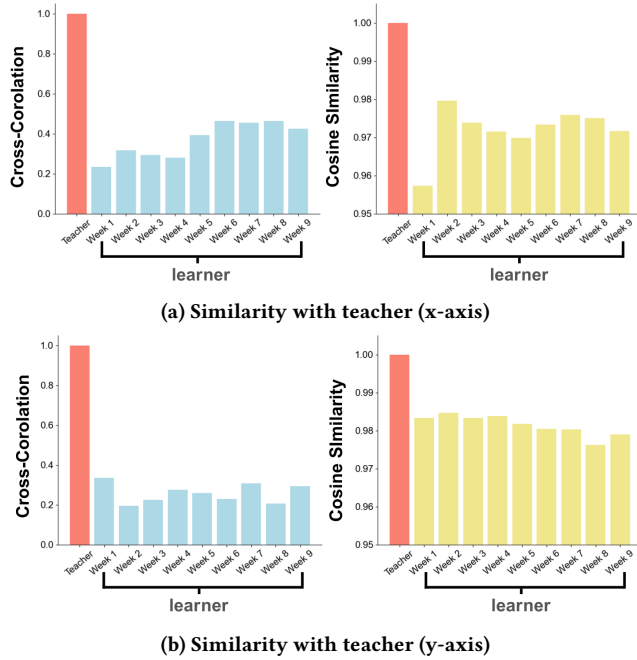 Cross-Corolation
1.0
0.8
0.6
0.4
0.2
0.0
Teacher
Week 1
Week 2
Week 3
Week 4
Week 5
Week 6
Week 7
Week 8
Week 9
learner
Cosine SImilarity
1.00
0.99
0.98
0.97
0.96
0.95
Teacher
Week 1
Week 2
Week 3
Week 4
Week 5
Week 6
Week 7
Week 8
Week 9
learner
(a) Similarity with teacher (x-axis)
Cross-Corolation
1.0
0.8
0.6
0.4
0.2
0.0
Teacher
Week 1
Week 2
Week 3
Week 4
Week 5
Week 6
Week 7
Week 8
Week 9
learner
Cosine SImilarity
1.00
0.99
0.98
0.97
0.96
0.95
Teacher
Week 1
Week 2
Week 3
Week 4
Week 5
Week 6
Week 7
Week 8
Week 9
learner
(b) Similarity with teacher (y-axis)